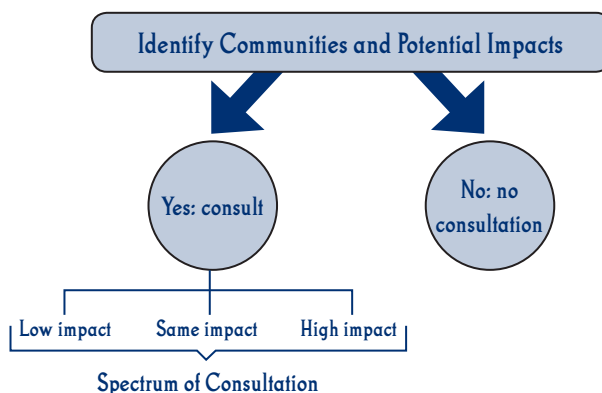 Identify Communities and Potential Impacts
Yes: consult
No: no
consultation
Low impact
Same impact
High impact
Spectrum of Consultation